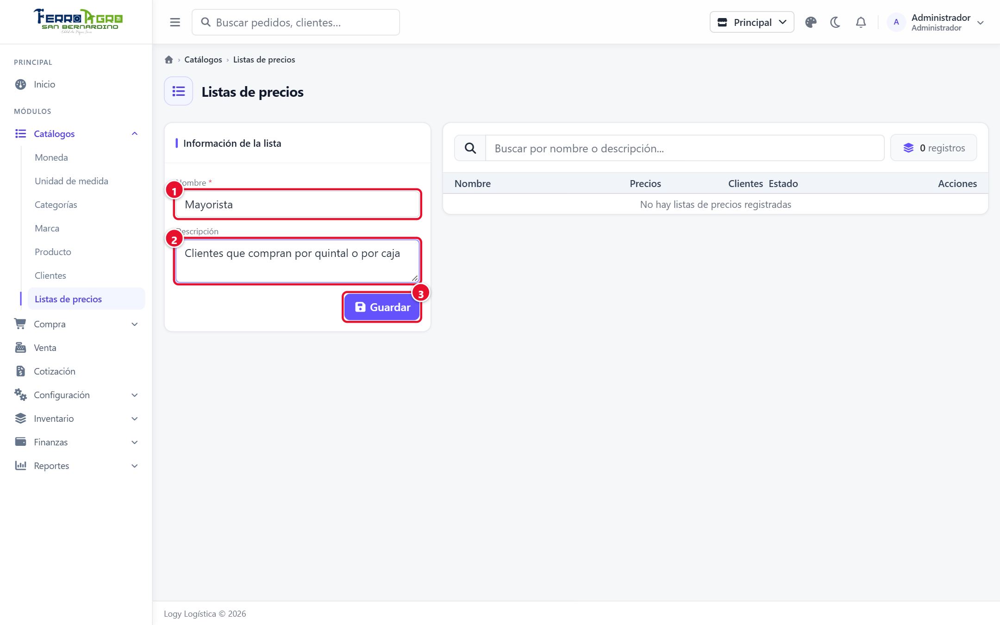 FERRO AGRO
SAN BERNARDINO
Buscar pedidos, clientes...
Principal
A
Administrador
Administrador
PRINCIPAL
Inicio
MÓDULOS
Catálogos
Moneda
Unidad de medida
Categorías
Marca
Producto
Clientes
Listas de precios
Compra
Venta
Cotización
Configuración
Inventario
Finanzas
Reportes
Catálogos › Listas de precios
Listas de precios
Información de la lista
ombre *
1
Mayorista
escripción
2
Clientes que compran por quintal o por caja
3
Guardar
Buscar por nombre o descripción...
0 registros
Nombre Precios Clientes Estado Acciones
No hay listas de precios registradas
Logy Logística © 2026